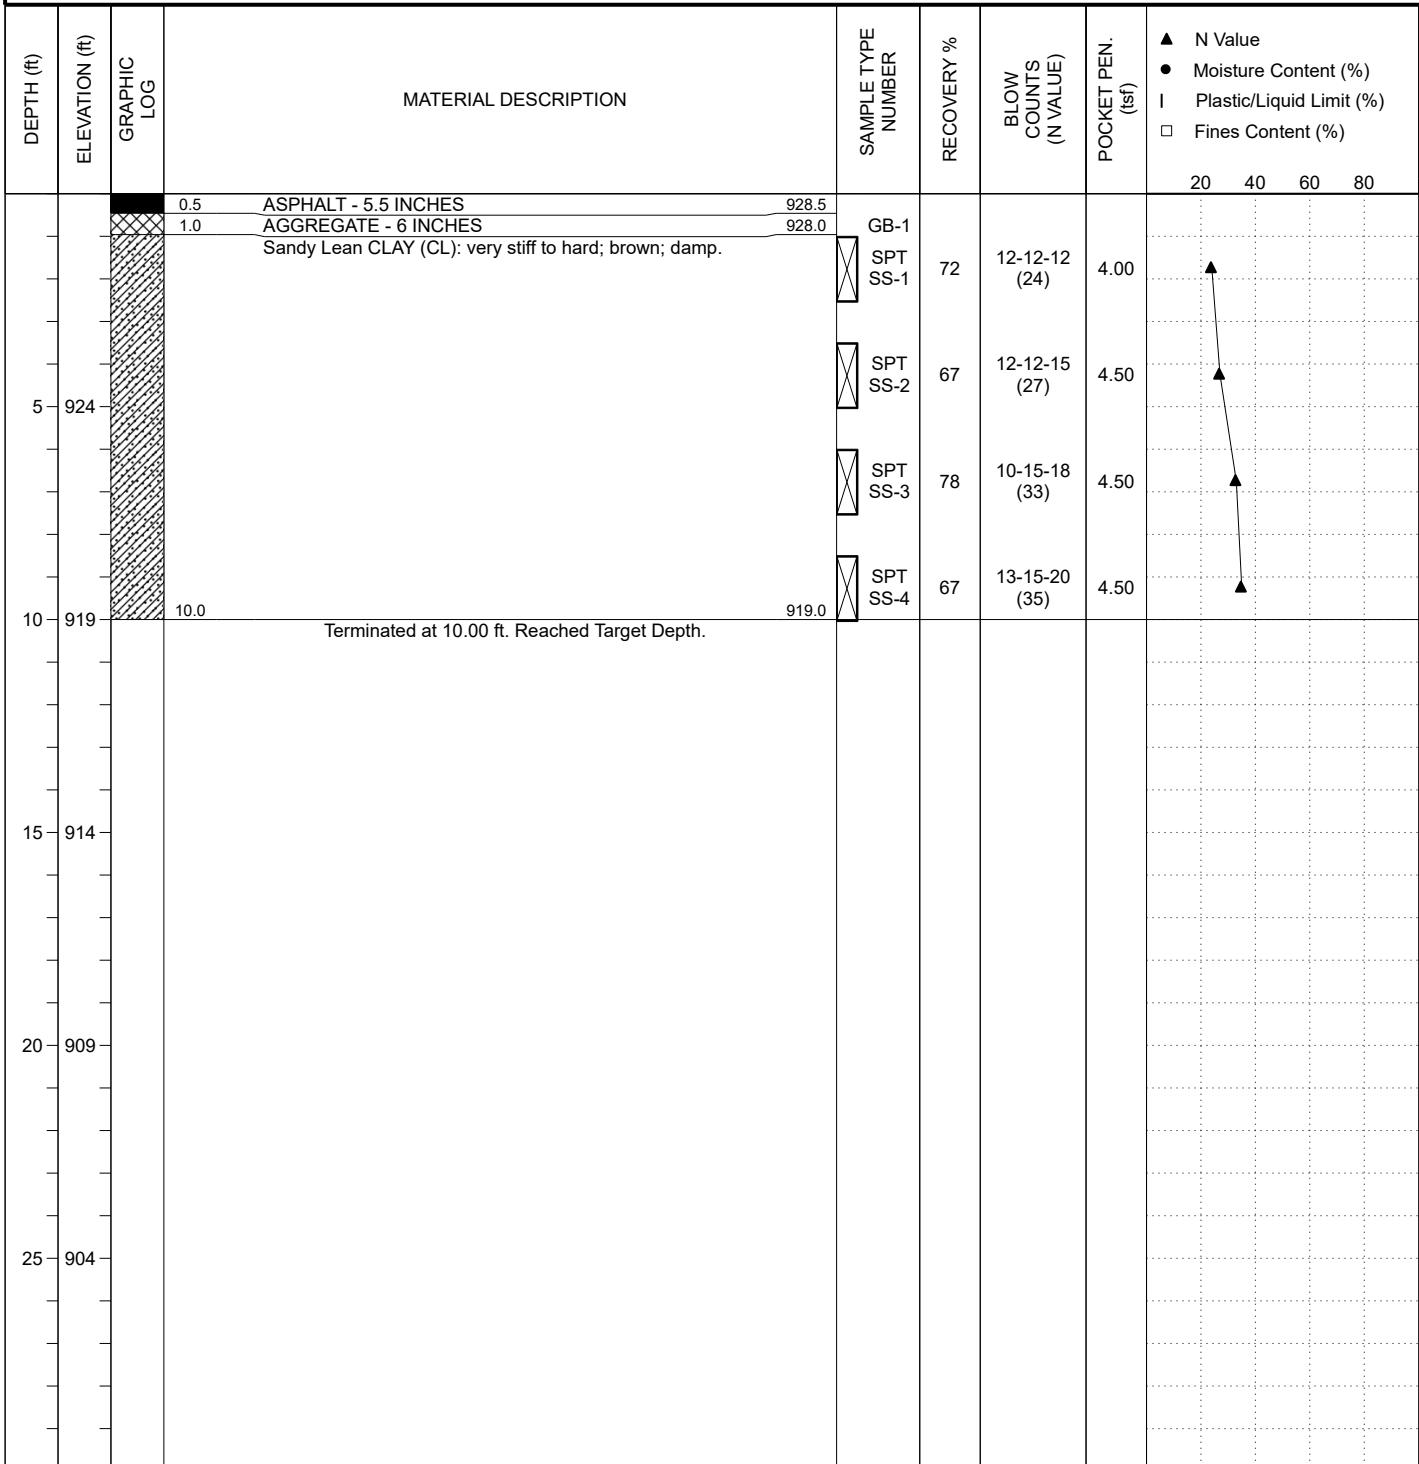 DEPTH (ft)
ELEVATION (ft)
GRAPHIC
LOG
MATERIAL DESCRIPTION
SAMPLE TYPE
NUMBER
RECOVERY %
BLOW
COUNTS
(N VALUE)
POCKET PEN.
(tsf)
N Value
Moisture Content (%)
Plastic/Liquid Limit (%)
Fines Content (%)
20 40 60 80
0.5 ASPHALT - 5.5 INCHES 928.5
1.0 AGGREGATE - 6 INCHES 928.0 GB-1
Sandy Lean CLAY (CL): very stiff to hard; brown; damp.
SPT
SS-1
72
12-12-12
(24)
4.00
SPT
SS-2
67
12-12-15
(27)
4.50
5 924
SPT
SS-3
78
10-15-18
(33)
4.50
SPT
SS-4
67
13-15-20
(35)
4.50
10 919 10.0 919.0
Terminated at 10.00 ft. Reached Target Depth.
15 914
20 909
25 904